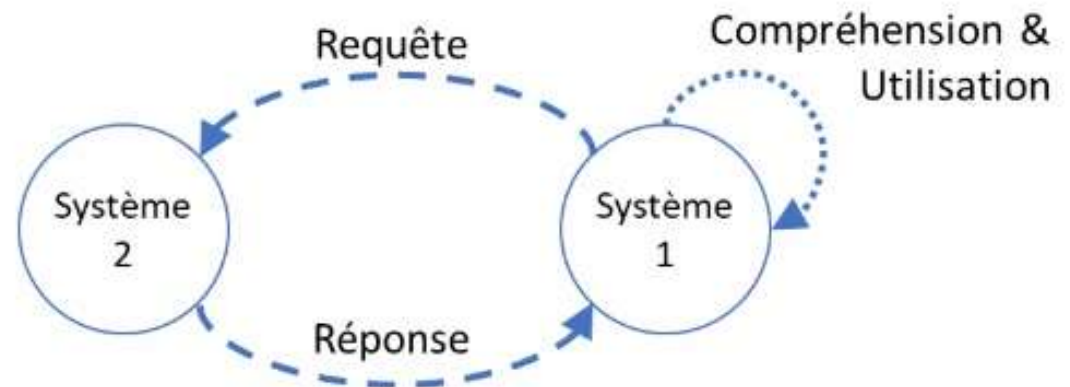 Requête
Compréhension &
Utilisation
Système
2
Système
1
Réponse